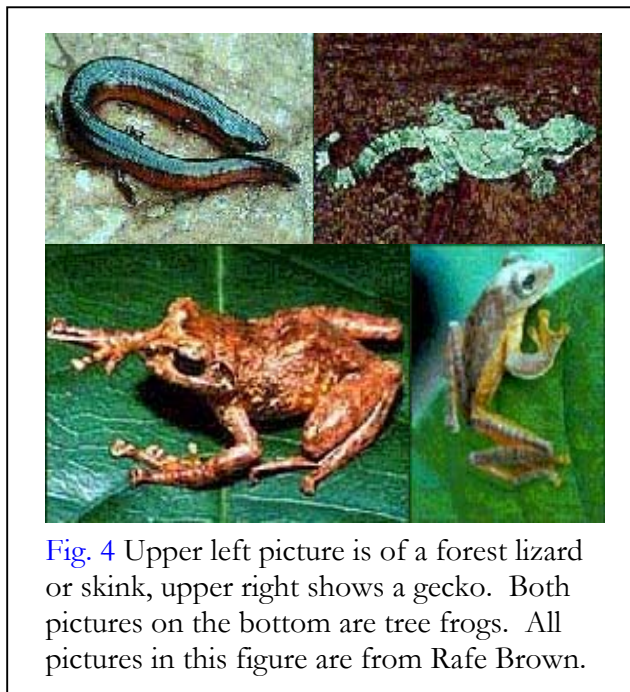 Fig. 4 Upper left picture is of a forest lizard
or skink, upper right shows a gecko.  Both
pictures on the bottom are tree frogs.  All
pictures in this figure are from Rafe Brown.